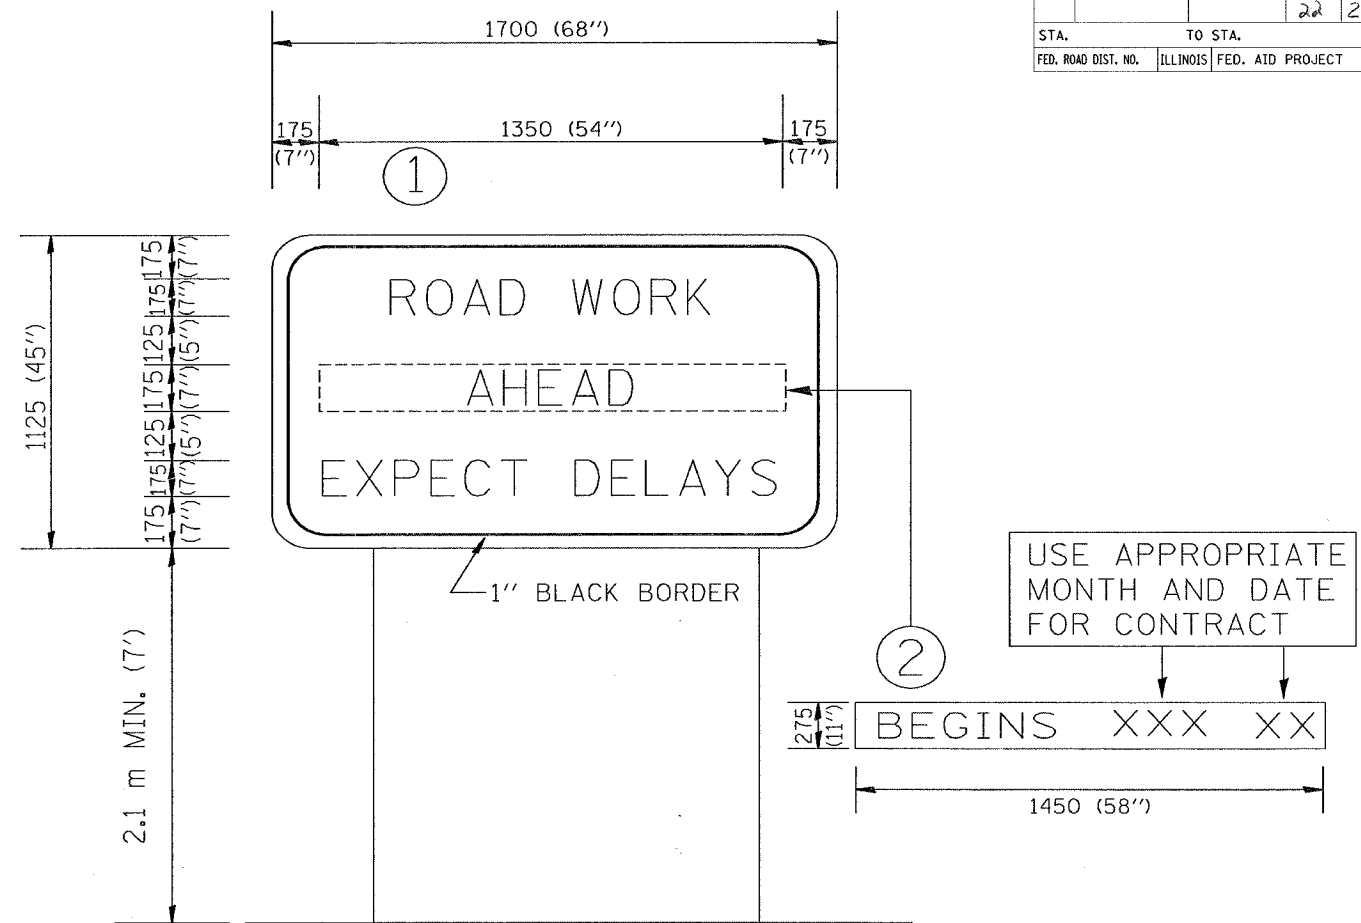 22 2
STA. TO STA.
FED. ROAD DIST. NO. ILLINOIS FED. AID PROJECT
1700 (68")
175 (7")
1350 (54")
175 (7")
1
1125 (45")
175 (7")
175 (7")
125 (5")
175 (7")
125 (5")
175 (7")
175 (7")
ROAD WORK
AHEAD
EXPECT DELAYS
1" BLACK BORDER
2.1 m MIN. (7')
USE APPROPRIATE
MONTH AND DATE
FOR CONTRACT
2
275 (11")
BEGINS XXX XX
1450 (58")